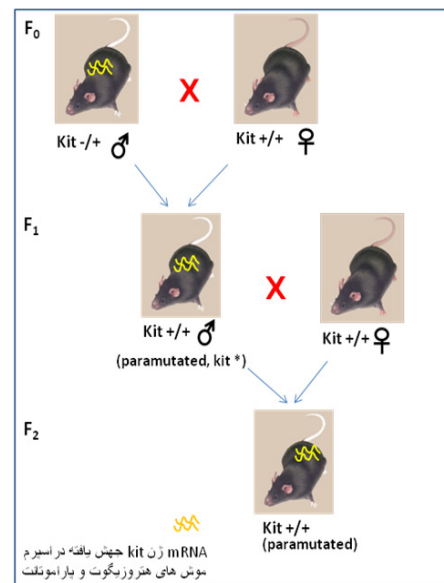 F0
X
Kit -/+ ♂
Kit +/+ ♀
F1
X
Kit +/+ ♂
(paramutated, kit *)
Kit +/+ ♀
F2
Kit +/+
(paramutated)
mRNA ژن kit جهش یافته در اسپرم
موش های هتروزیگوت و پاراموتانت